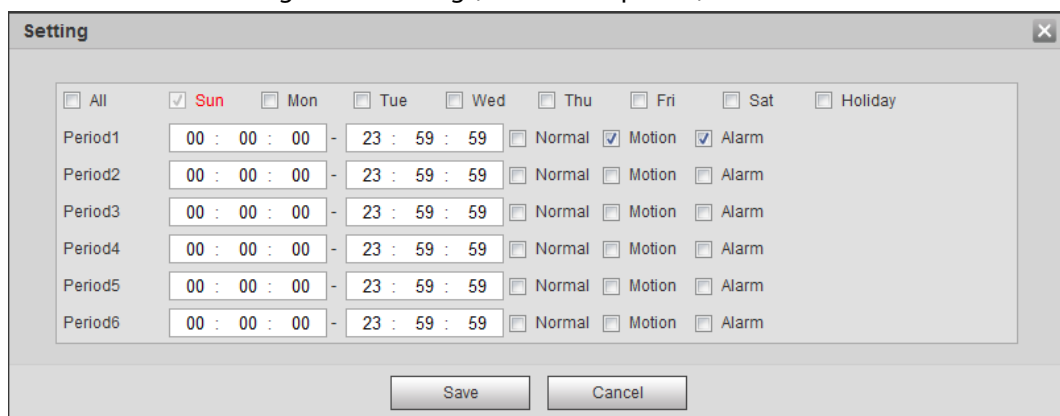 Setting
All Sun Mon Tue Wed Thu Fri Sat Holiday
Period1 00 : 00 : 00 - 23 : 59 : 59 Normal Motion Alarm
Period2 00 : 00 : 00 - 23 : 59 : 59 Normal Motion Alarm
Period3 00 : 00 : 00 - 23 : 59 : 59 Normal Motion Alarm
Period4 00 : 00 : 00 - 23 : 59 : 59 Normal Motion Alarm
Period5 00 : 00 : 00 - 23 : 59 : 59 Normal Motion Alarm
Period6 00 : 00 : 00 - 23 : 59 : 59 Normal Motion Alarm
Save Cancel